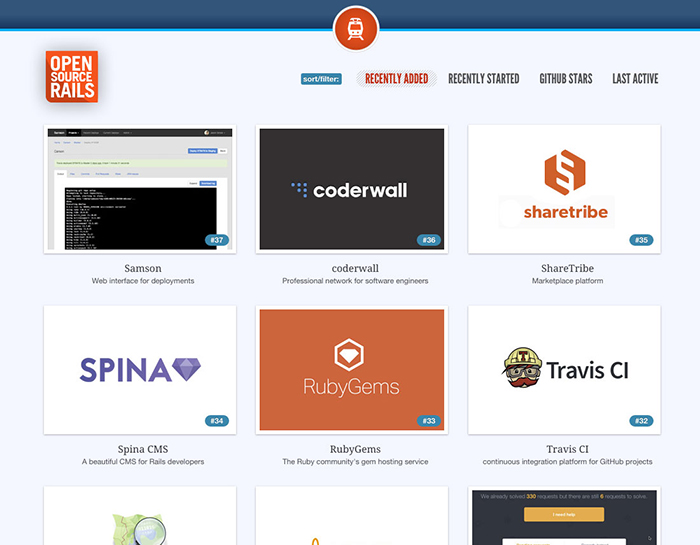 OPEN
SOURCE
RAILS
sort/filter:
RECENTLY ADDED
RECENTLY STARTED
GITHUB STARS
LAST ACTIVE
#37
coderwall
#36
sharetribe
#35
Samson
Web interface for deployments
coderwall
Professional network for software engineers
ShareTribe
Marketplace platform
SPINA
#34
RubyGems
#33
Travis CI
#32
Spina CMS
A beautiful CMS for Rails developers
RubyGems
The Ruby community's gem hosting service
Travis CI
continuous integration platform for GitHub projects
We already solved 330 requests but there are still 6 requests to solve.
I need help